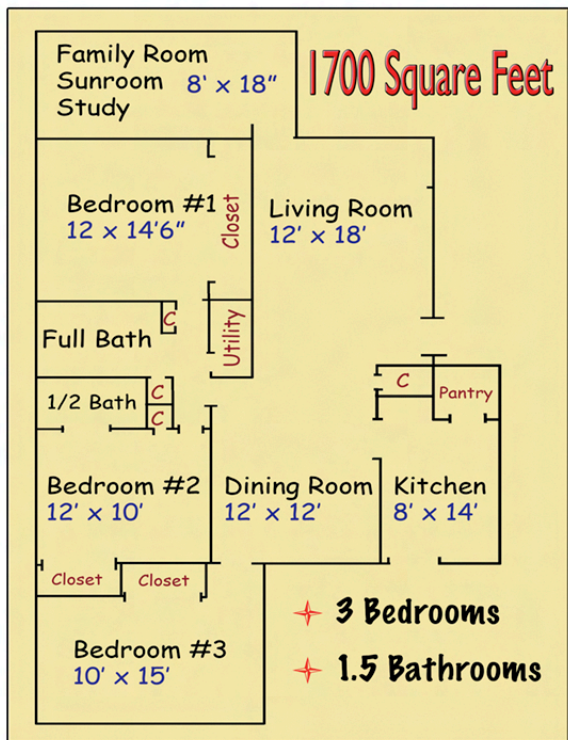 1700 Square Feet
Family Room
Sunroom
Study
8' x 18"
Bedroom #1
12 x 14'6"
Closet
Living Room
12' x 18'
Full Bath
C
Utility
1/2 Bath
C
C
C
Pantry
Bedroom #2
12' x 10'
Dining Room
12' x 12'
Kitchen
8' x 14'
Closet
Closet
Bedroom #3
10' x 15'
3 Bedrooms
1.5 Bathrooms